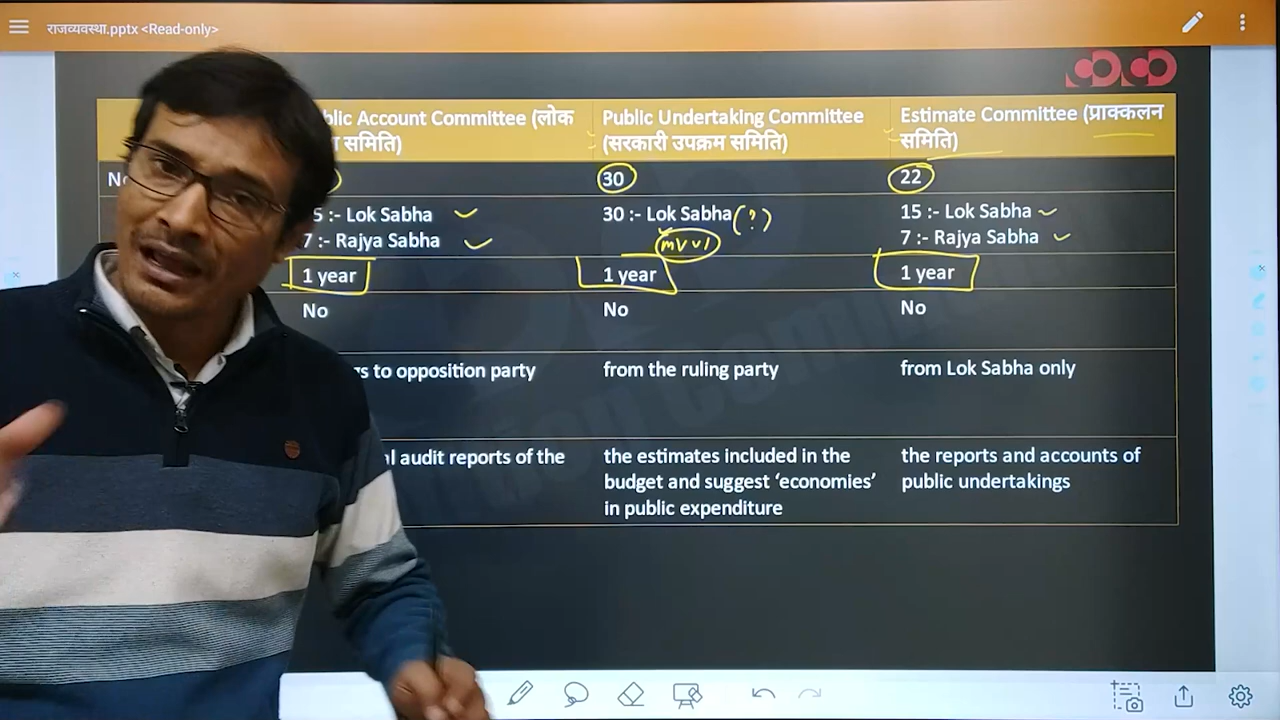 राजव्यवस्था.pptx <Read-only>
blic Account Committee (लोक
समिति)
Public Undertaking Committee
(सरकारी उपक्रम समिति)
Estimate Committee (प्राक्कलन
समिति)
30
22
5 :- Lok Sabha
7 :- Rajya Sabha
30 :- Lok Sabha (?)
15 :- Lok Sabha
7 :- Rajya Sabha
1 year
1 year
1 year
No
No
No
gs to opposition party
from the ruling party
from Lok Sabha only
al audit reports of the
the estimates included in the
budget and suggest ‘economies’
in public expenditure
the reports and accounts of
public undertakings